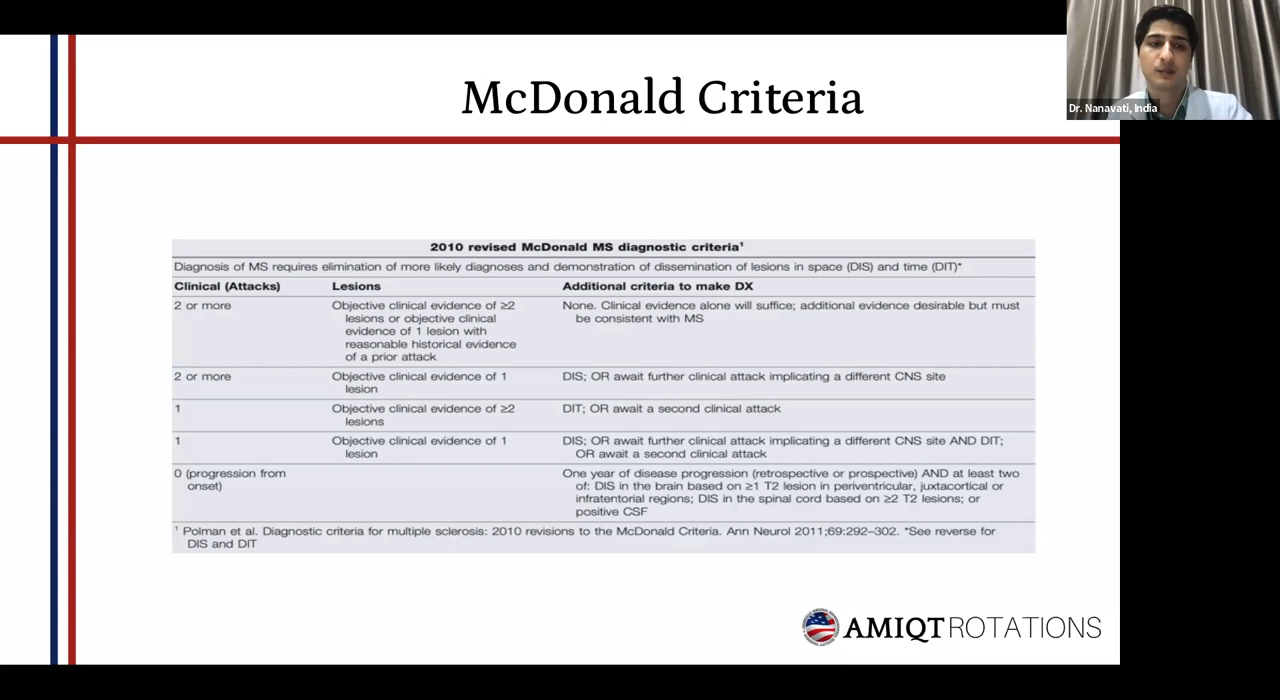 McDonald Criteria
Dr. Nanavati, India
2010 revised McDonald MS diagnostic criteria¹
Diagnosis of MS requires elimination of more likely diagnoses and demonstration of dissemination of lesions in space (DIS) and time (DIT)*
Clinical (Attacks) Lesions Additional criteria to make DX
2 or more Objective clinical evidence of ≥2 None. Clinical evidence alone will suffice; additional evidence desirable but must
lesions or objective clinical be consistent with MS
evidence of 1 lesion with
reasonable historical evidence
of a prior attack
2 or more Objective clinical evidence of 1 DIS; OR await further clinical attack implicating a different CNS site
lesion
1 Objective clinical evidence of ≥2 DIT; OR await a second clinical attack
lesions
1 Objective clinical evidence of 1 DIS; OR await further clinical attack implicating a different CNS site AND DIT;
lesion OR await a second clinical attack
0 (progression from One year of disease progression (retrospective or prospective) AND at least two
onset) of: DIS in the brain based on ≥1 T2 lesion in periventricular, juxtacortical or
infratentorial regions; DIS in the spinal cord based on ≥2 T2 lesions; or
positive CSF
¹ Polman et al. Diagnostic criteria for multiple sclerosis: 2010 revisions to the McDonald Criteria. Ann Neurol 2011;69:292–302. *See reverse for
DIS and DIT
AMIQT ROTATIONS